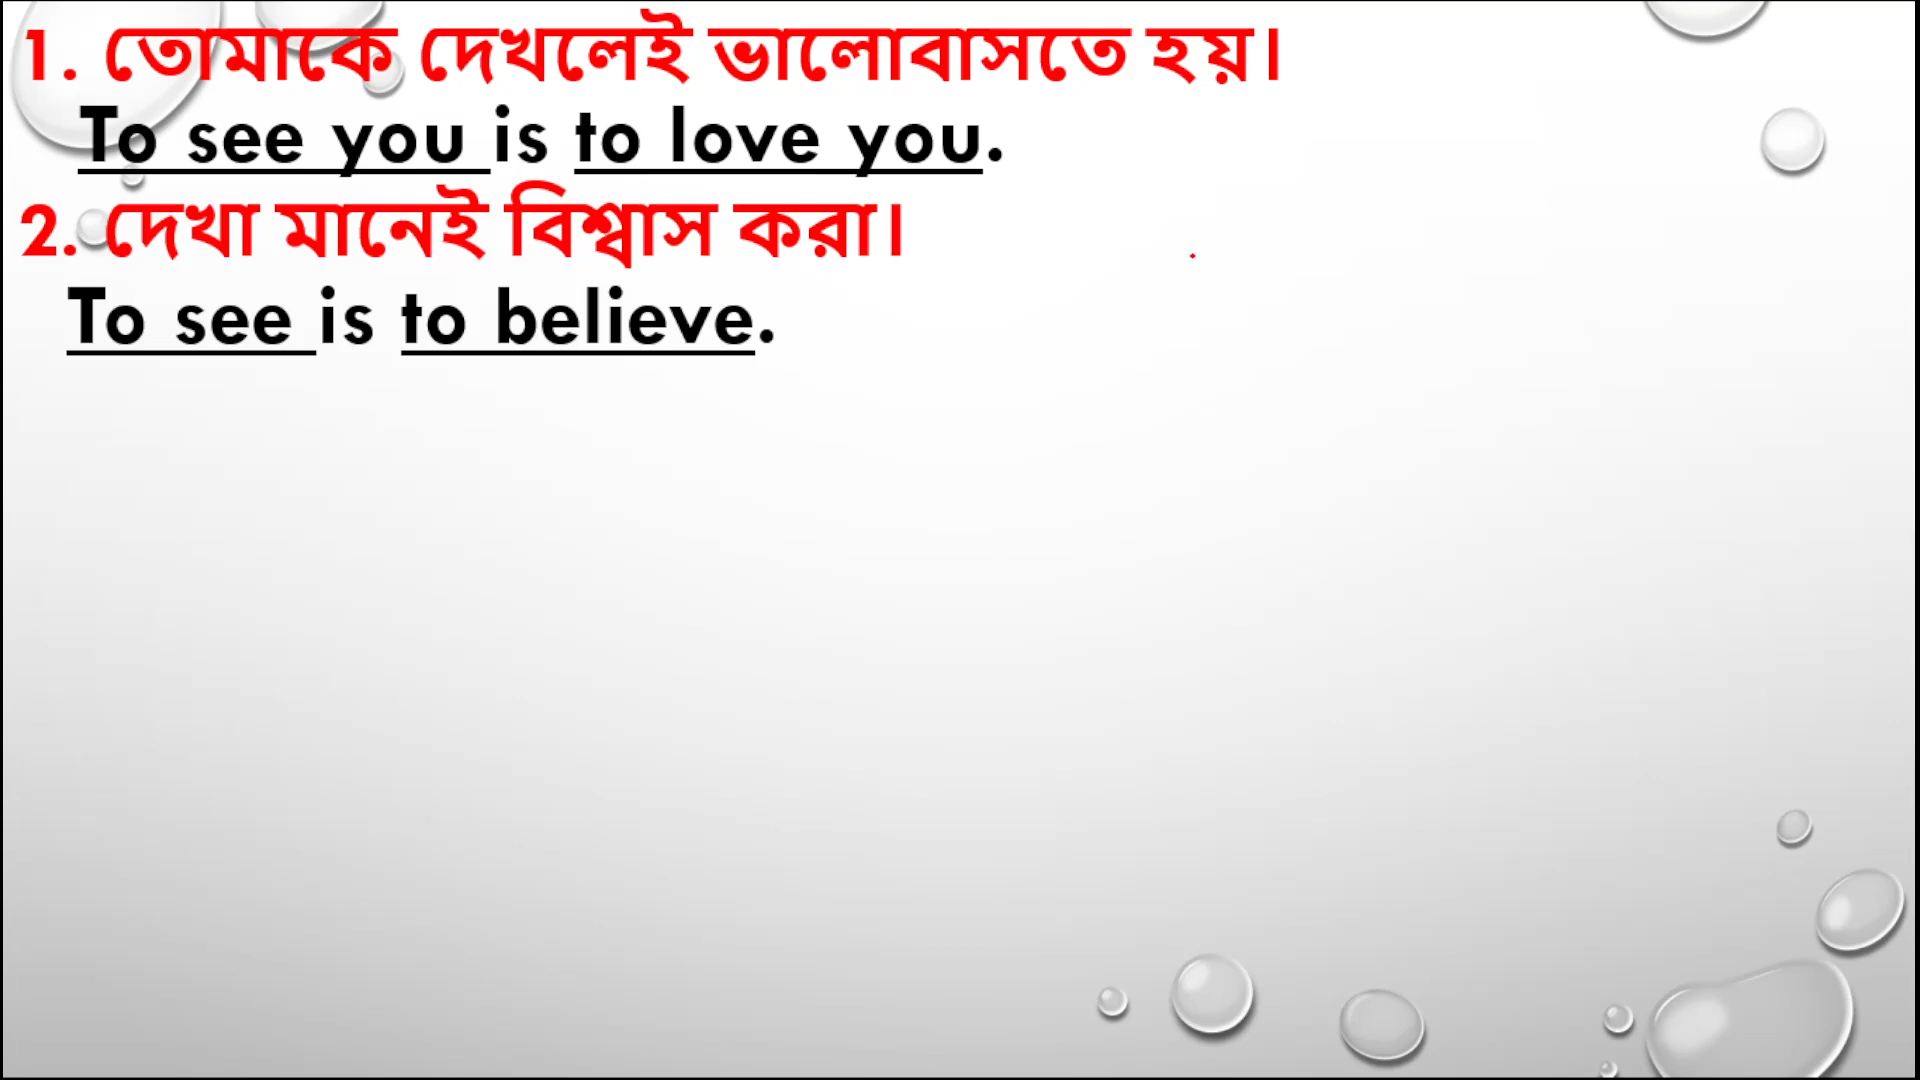 1. তোমাকে দেখলেই ভালোবাসতে হয়।
To see you is to love you.
2. দেখা মানেই বিশ্বাস করা।
To see is to believe.